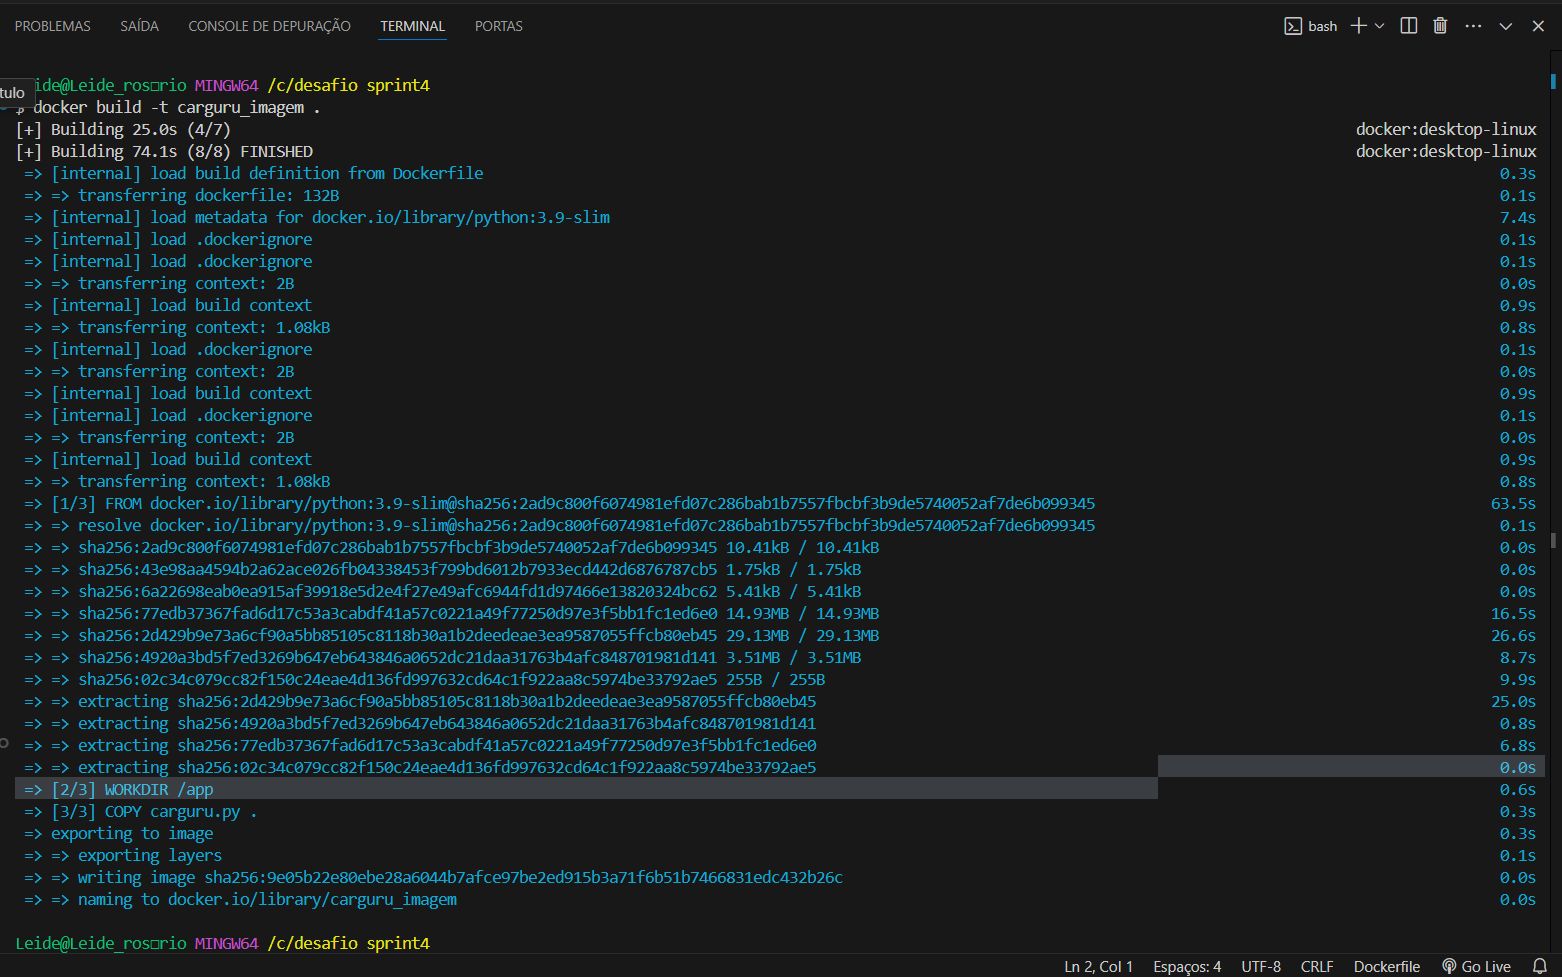 PROBLEMAS SAÍDA CONSOLE DE DEPURAÇÃO TERMINAL PORTAS bash
ide@Leide_ros□rio MINGW64 /c/desafio sprint4
tulo
$ docker build -t carguru_imagem .
[+] Building 25.0s (4/7) docker:desktop-linux
[+] Building 74.1s (8/8) FINISHED docker:desktop-linux
=> [internal] load build definition from Dockerfile 0.3s
=> => transferring dockerfile: 132B 0.1s
=> [internal] load metadata for docker.io/library/python:3.9-slim 7.4s
=> [internal] load .dockerignore 0.1s
=> [internal] load .dockerignore 0.1s
=> => transferring context: 2B 0.0s
=> [internal] load build context 0.9s
=> => transferring context: 1.08kB 0.8s
=> [internal] load .dockerignore 0.1s
=> => transferring context: 2B 0.0s
=> [internal] load build context 0.9s
=> [internal] load .dockerignore 0.1s
=> => transferring context: 2B 0.0s
=> [internal] load build context 0.9s
=> => transferring context: 1.08kB 0.8s
=> [1/3] FROM docker.io/library/python:3.9-slim@sha256:2ad9c800f6074981efd07c286bab1b7557fbcbf3b9de5740052af7de6b099345 63.5s
=> => resolve docker.io/library/python:3.9-slim@sha256:2ad9c800f6074981efd07c286bab1b7557fbcbf3b9de5740052af7de6b099345 0.1s
=> => sha256:2ad9c800f6074981efd07c286bab1b7557fbcbf3b9de5740052af7de6b099345 10.41kB / 10.41kB 0.0s
=> => sha256:43e98aa4594b2a62ace026fb04338453f799bd6012b7933ecd442d6876787cb5 1.75kB / 1.75kB 0.0s
=> => sha256:6a22698eab0ea915af39918e5d2e4f27e49afc6944fd1d97466e13820324bc62 5.41kB / 5.41kB 0.0s
=> => sha256:77edb37367fad6d17c53a3cabdf41a57c0221a49f77250d97e3f5bb1fc1ed6e0 14.93MB / 14.93MB 16.5s
=> => sha256:2d429b9e73a6cf90a5bb85105c8118b30a1b2deedeae3ea9587055ffcb80eb45 29.13MB / 29.13MB 26.6s
=> => sha256:4920a3bd5f7ed3269b647eb643846a0652dc21daa31763b4afc848701981d141 3.51MB / 3.51MB 8.7s
=> => sha256:02c34c079cc82f150c24eae4d136fd997632cd64c1f922aa8c5974be33792ae5 255B / 255B 9.9s
=> => extracting sha256:2d429b9e73a6cf90a5bb85105c8118b30a1b2deedeae3ea9587055ffcb80eb45 25.0s
=> => extracting sha256:4920a3bd5f7ed3269b647eb643846a0652dc21daa31763b4afc848701981d141 0.8s
=> => extracting sha256:77edb37367fad6d17c53a3cabdf41a57c0221a49f77250d97e3f5bb1fc1ed6e0 6.8s
=> => extracting sha256:02c34c079cc82f150c24eae4d136fd997632cd64c1f922aa8c5974be33792ae5 0.0s
=> [2/3] WORKDIR /app 0.6s
=> [3/3] COPY carguru.py . 0.3s
=> exporting to image 0.3s
=> => exporting layers 0.1s
=> => writing image sha256:9e05b22e80ebe28a6044b7afce97be2ed915b3a71f6b51b7466831edc432b26c 0.0s
=> => naming to docker.io/library/carguru_imagem 0.0s
Leide@Leide_ros□rio MINGW64 /c/desafio sprint4
Ln 2, Col 1 Espaços: 4 UTF-8 CRLF Dockerfile Go Live